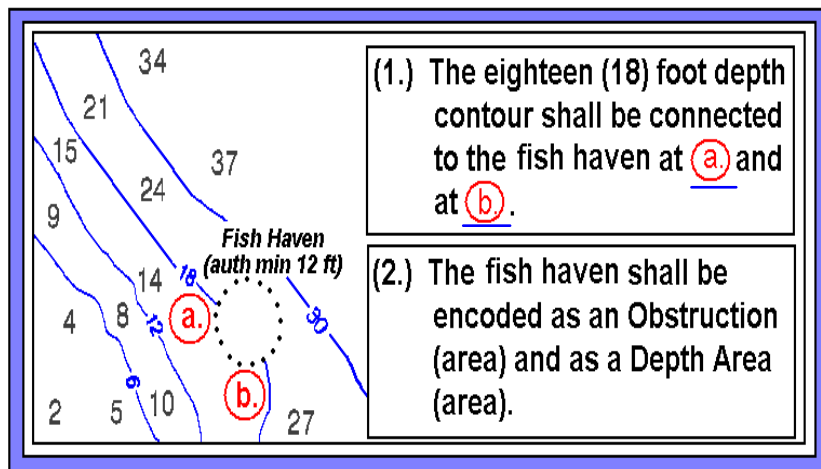 34
21
15
37
24
9
Fish Haven
(auth min 12 ft)
14
18
4
8
a.
12
30
6
b.
2
5
10
27
(1.) The eighteen (18) foot depth
contour shall be connected
to the fish haven at a. and
at b.
(2.) The fish haven shall be
encoded as an Obstruction
(area) and as a Depth Area
(area).